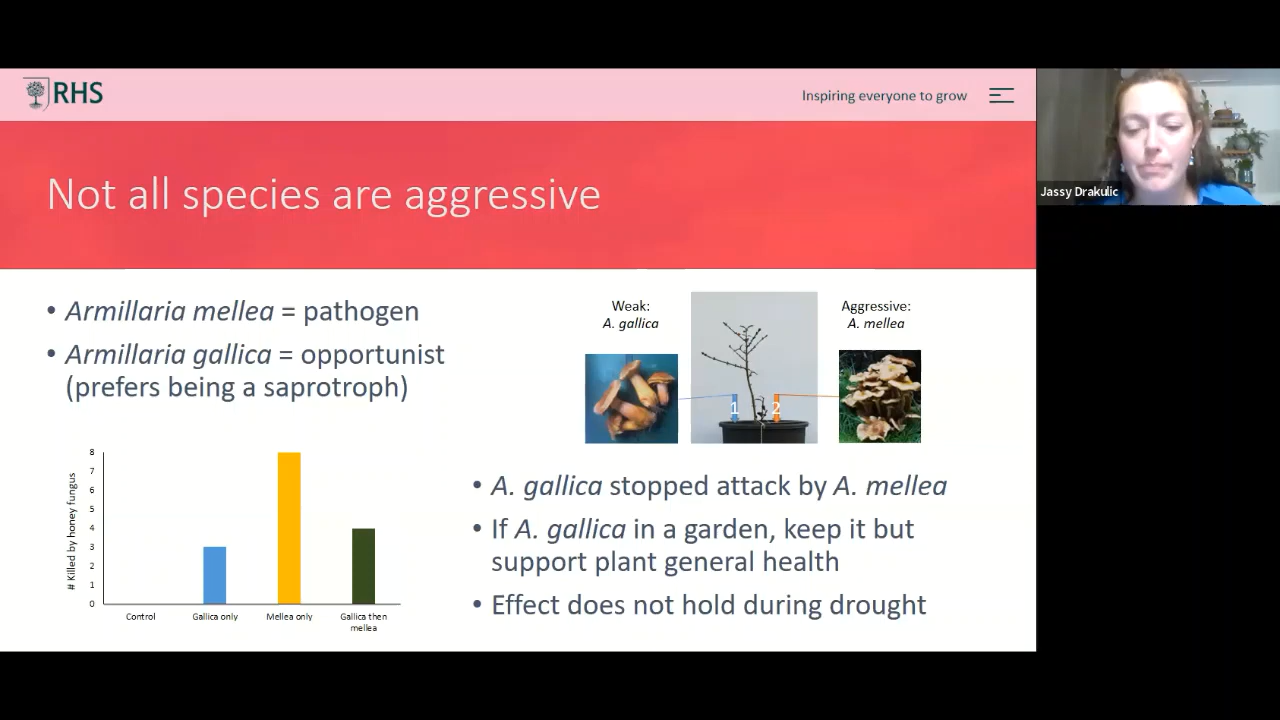 RHS
Inspiring everyone to grow
Jassy Drakulic
Not all species are aggressive
• Armillaria mellea = pathogen
• Armillaria gallica = opportunist
(prefers being a saprotroph)
Weak:
A. gallica
Aggressive:
A. mellea
1
2
# Killed by honey fungus
8
7
6
5
4
3
2
1
0
Control
Gallica only
Mellea only
Gallica then
mellea
• A. gallica stopped attack by A. mellea
• If A. gallica in a garden, keep it but
support plant general health
• Effect does not hold during drought